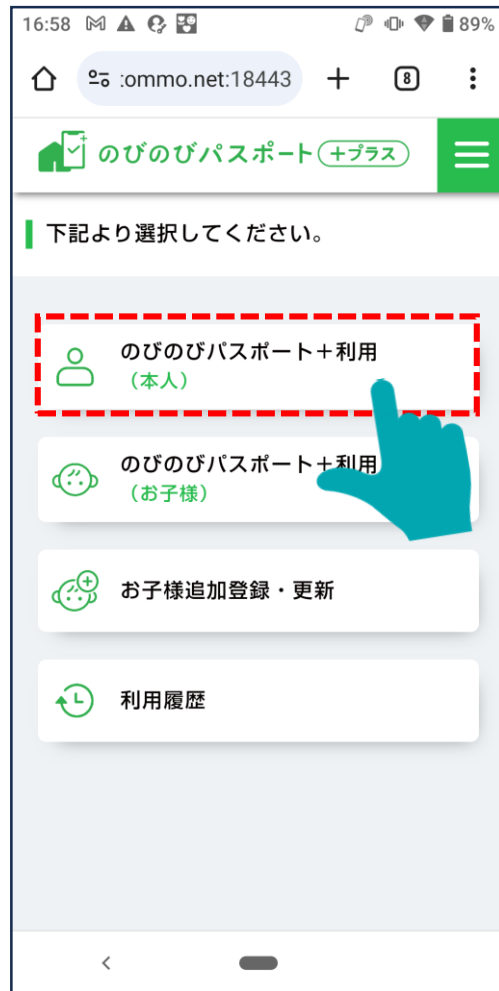 16:58
89%
:ommo.net:18443
8
のびのびパスポート +プラス
下記より選択してください。
のびのびパスポート+利用
(本人)
のびのびパスポート+利用
(お子様)
お子様追加登録・更新
利用履歴